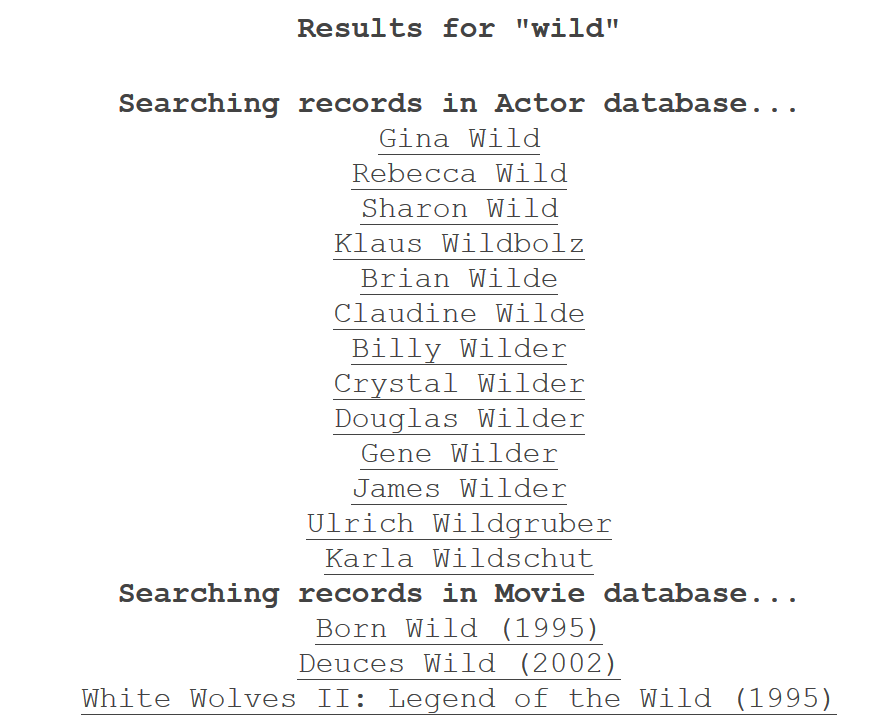 Results for "wild"
Searching records in Actor database...
Gina Wild
Rebecca Wild
Sharon Wild
Klaus Wildbolz
Brian Wilde
Claudine Wilde
Billy Wilder
Crystal Wilder
Douglas Wilder
Gene Wilder
James Wilder
Ulrich Wildgruber
Karla Wildschut
Searching records in Movie database...
Born Wild (1995)
Deuces Wild (2002)
White Wolves II: Legend of the Wild (1995)